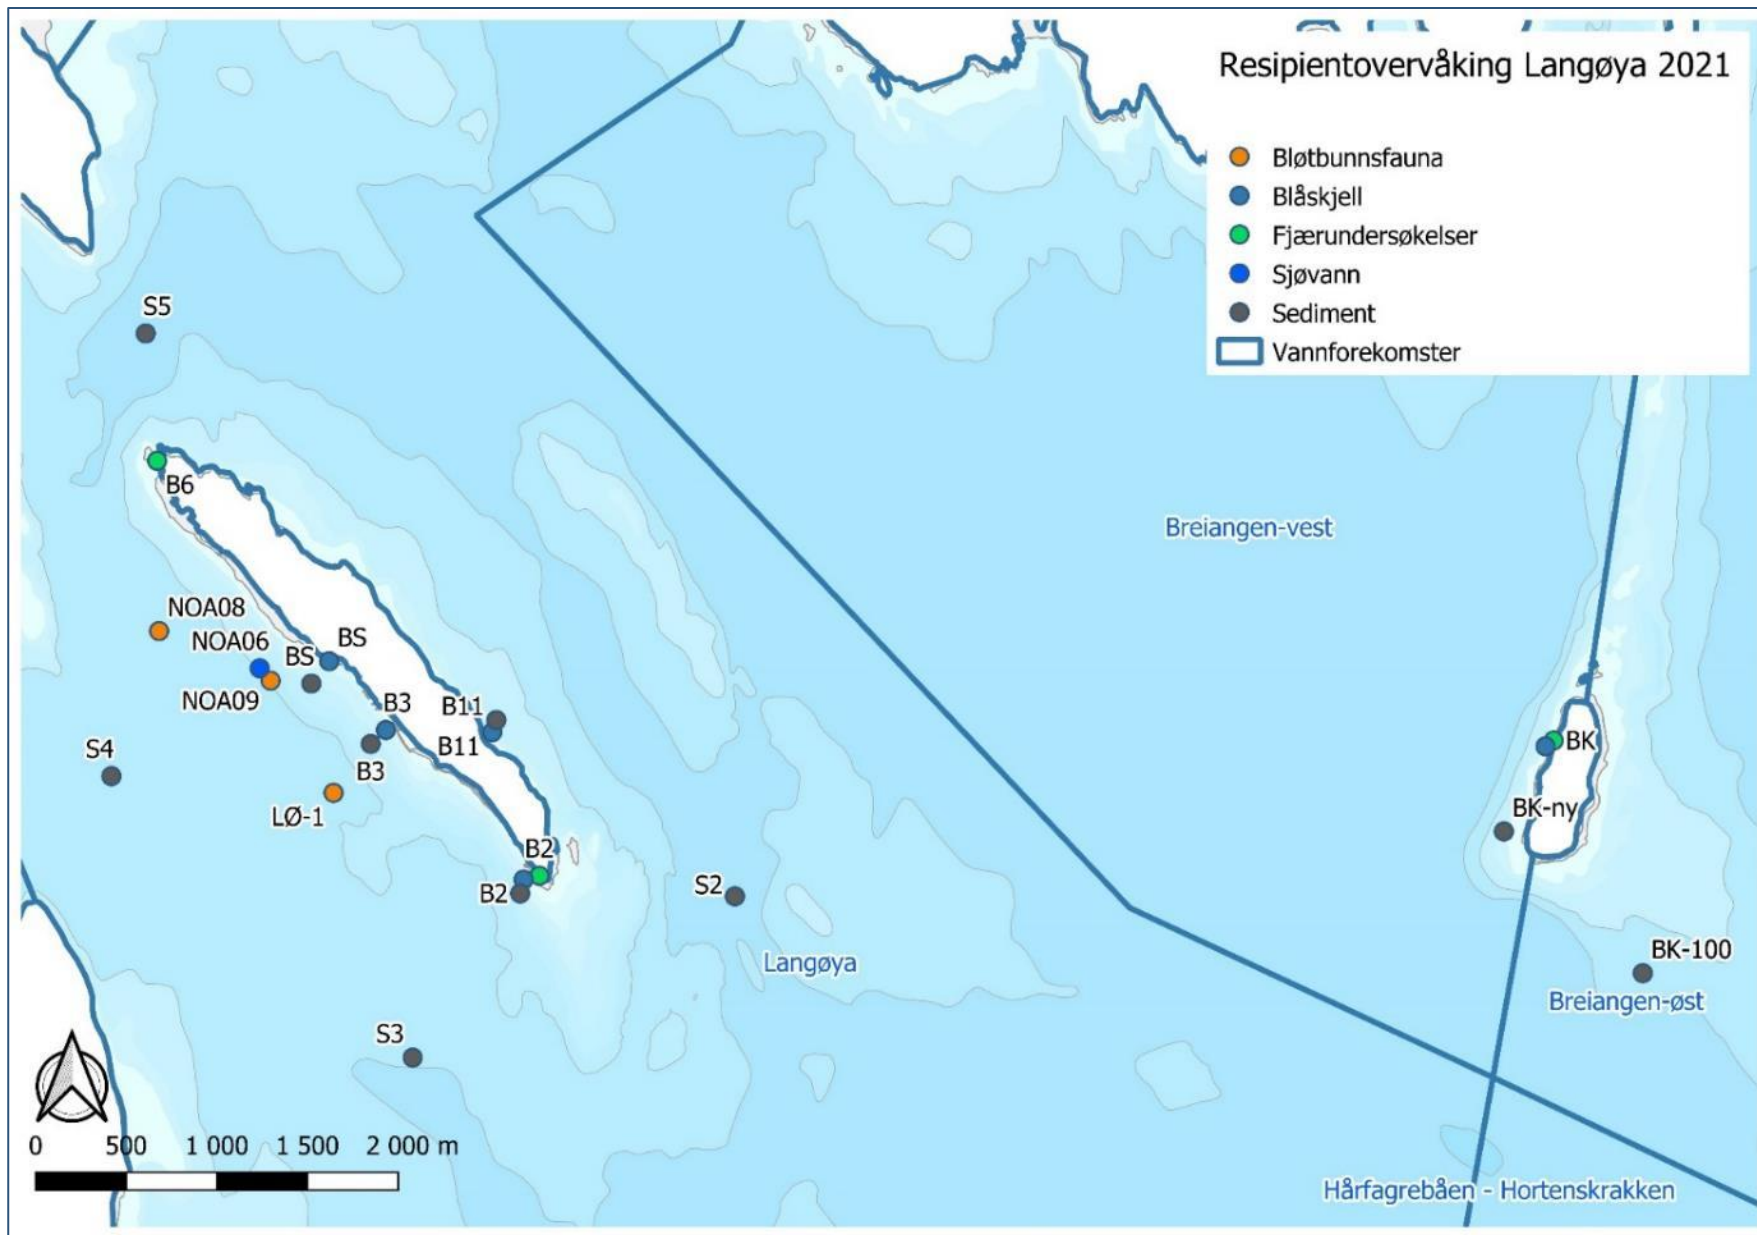 Resipientovervåking Langøya 2021
Bløtbunnsfauna
Blåskjell
Fjærundersøkelser
Sjøvann
Sediment
Vannforekomster
S5
B6
Breiangen-vest
NOA08
NOA06
BS
BS
NOA09
B3
B11
B11
S4
B3
LØ-1
BK
BK-ny
B2
B2
S2
Langøya
BK-100
Breiangen-øst
S3
0 500 1 000 1 500 2 000 m
Hårfagrebåen - Hortenskrakken